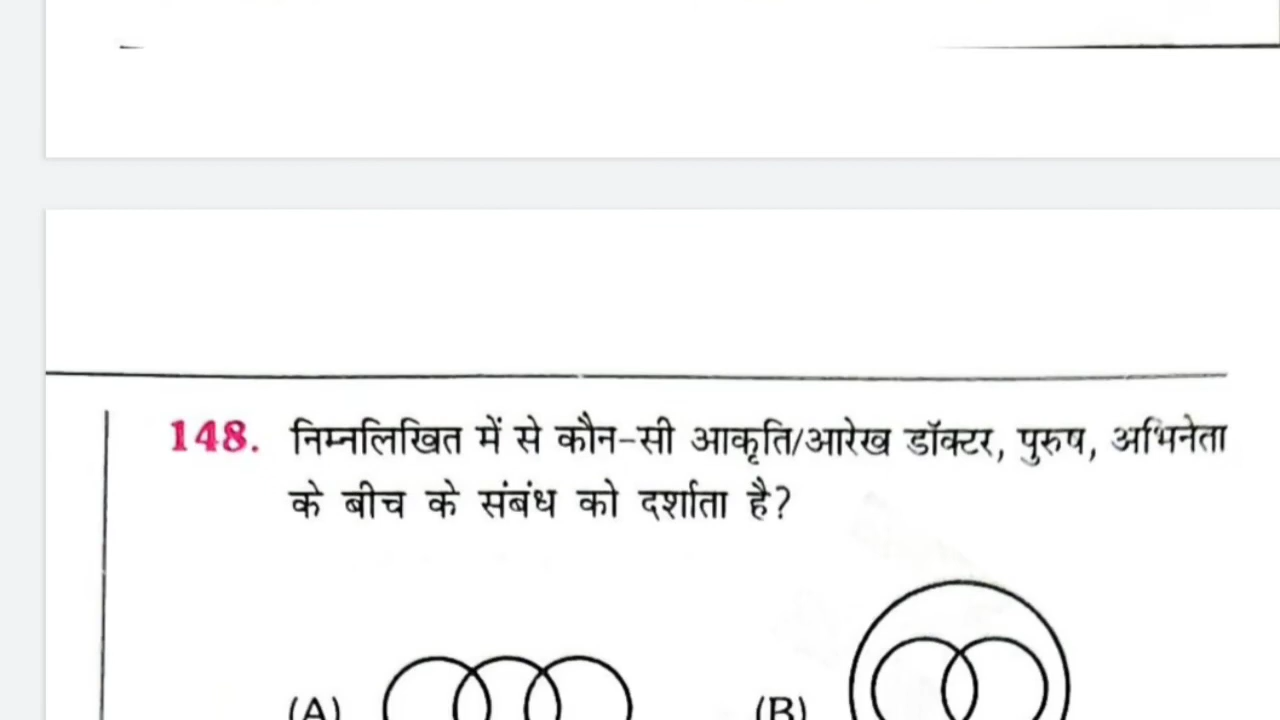 148. निम्नलिखित में से कौन-सी आकृति/आरेख डॉक्टर, पुरुष, अभिनेता
के बीच के संबंध को दर्शाता है?
(A) (B)